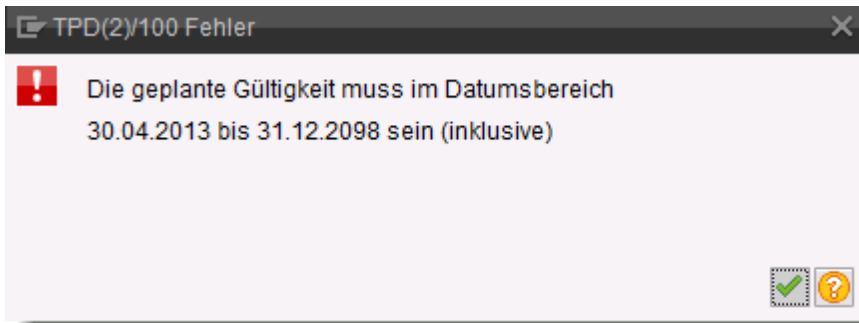 TPD(2)/100 Fehler
Die geplante Gültigkeit muss im Datumsbereich
30.04.2013 bis 31.12.2098 sein (inklusive)